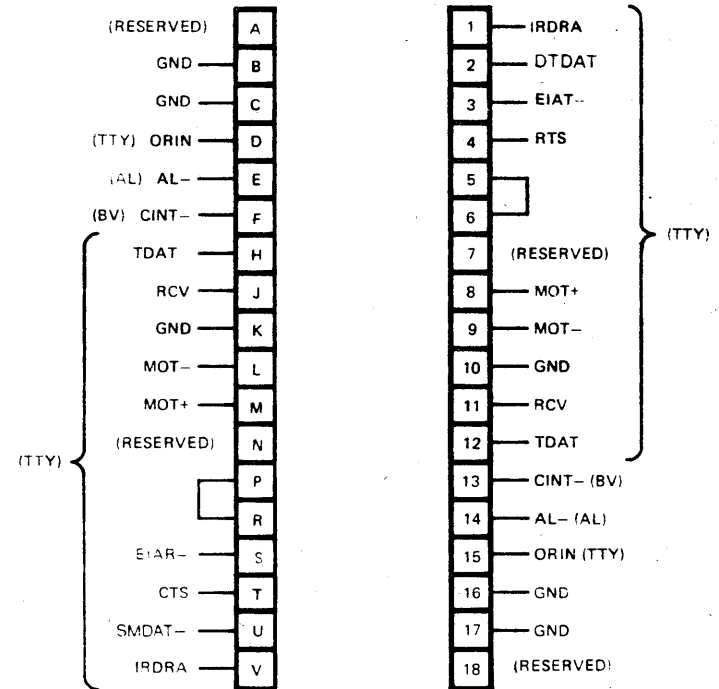 (RESERVED) A
GND B
GND C
(TTY) ORIN D
(AL) AL– E
(BV) CINT– F
TDAT H
RCV J
GND K
MOT– L
MOT+ M
(RESERVED) N
P
R
EIAR– S
CTS T
SMDAT– U
IRDRA V
(TTY)
1 IRDRA
2 DTDAT
3 EIAT–
4 RTS
5
6
7 (RESERVED)
8 MOT+
9 MOT–
10 GND
11 RCV
12 TDAT
13 CINT– (BV)
14 AL– (AL)
15 ORIN (TTY)
16 GND
17 GND
18 (RESERVED)
(TTY)